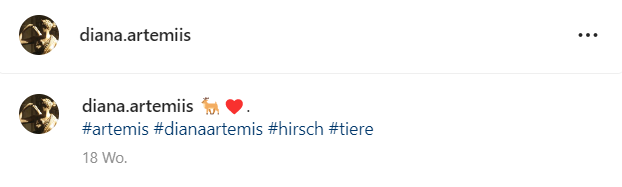 diana.artemiis
diana.artemiis 🦌 ❤️.
#artemis #dianaartemis #hirsch #tiere
18 Wo.